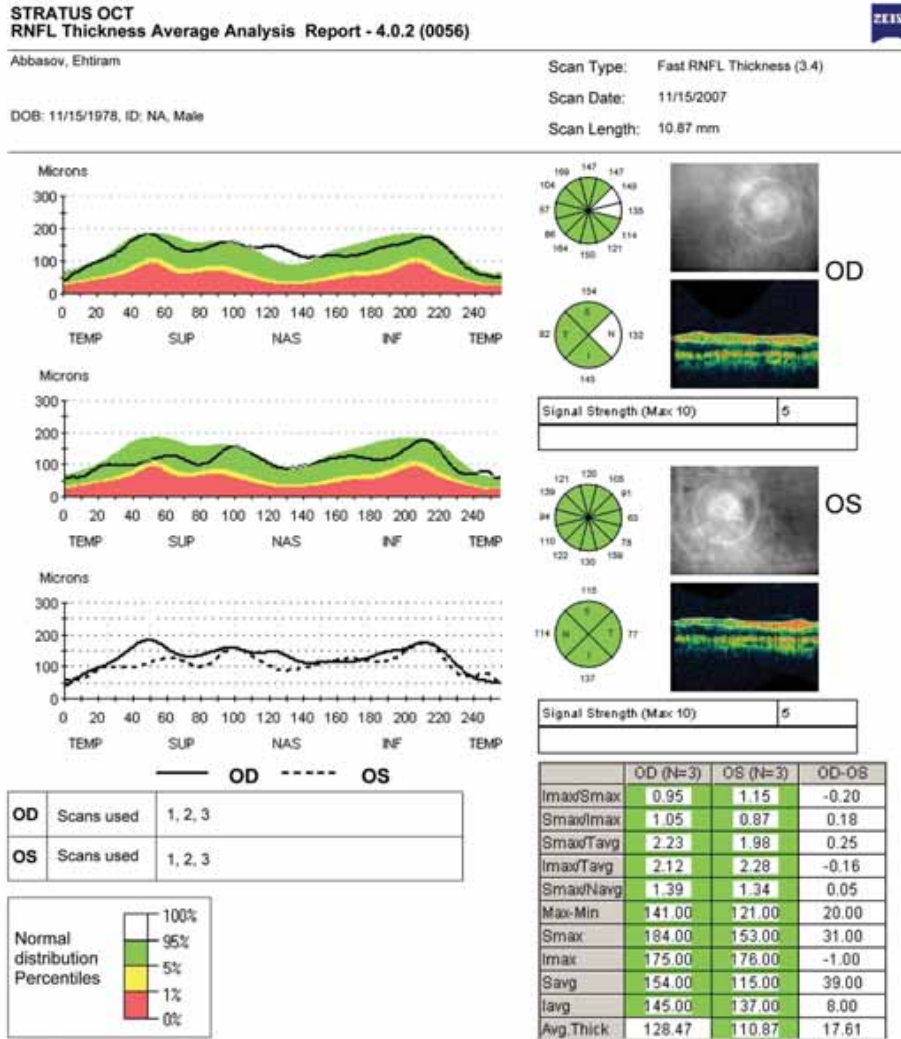 STRATUS OCT
RNFL Thickness Average Analysis Report - 4.0.2 (0056)
ZEISS
Abbasov, Ehtiram
DOB: 11/15/1978, ID: NA, Male
Scan Type: Fast RNFL Thickness (3.4)
Scan Date: 11/15/2007
Scan Length: 10.87 mm
Microns
300
200
100
0
0 20 40 60 80 100 120 140 160 180 200 220 240
TEMP SUP NAS INF TEMP
Microns
300
200
100
0
0 20 40 60 80 100 120 140 160 180 200 220 240
TEMP SUP NAS INF TEMP
Microns
300
200
100
0
0 20 40 60 80 100 120 140 160 180 200 220 240
TEMP SUP NAS INF TEMP
OD OS
OD Scans used 1, 2, 3
OS Scans used 1, 2, 3
Normal
distribution
Percentiles
100%
95%
5%
1%
0%
147 147
104
135
114
121
150
154
S
T N 132
I
OD
Signal Strength (Max 10) 5
121 120 105
91
94 63
110 78
122 130 159
OS
115
S
114 N T 77
I
137
Signal Strength (Max 10) 5
OD (N=3) OS (N=3) OD-OS
Imax/Smax 0.95 1.15 -0.20
Smax/Imax 1.05 0.87 0.18
Smax/Tavg 2.23 1.98 0.25
Imax/Tavg 2.12 2.28 -0.16
Smax/Navg 1.39 1.34 0.05
Max-Min 141.00 121.00 20.00
Smax 184.00 153.00 31.00
Imax 175.00 176.00 -1.00
Savg 154.00 115.00 39.00
Iavg 145.00 137.00 8.00
Avg.Thick 128.47 110.87 17.61